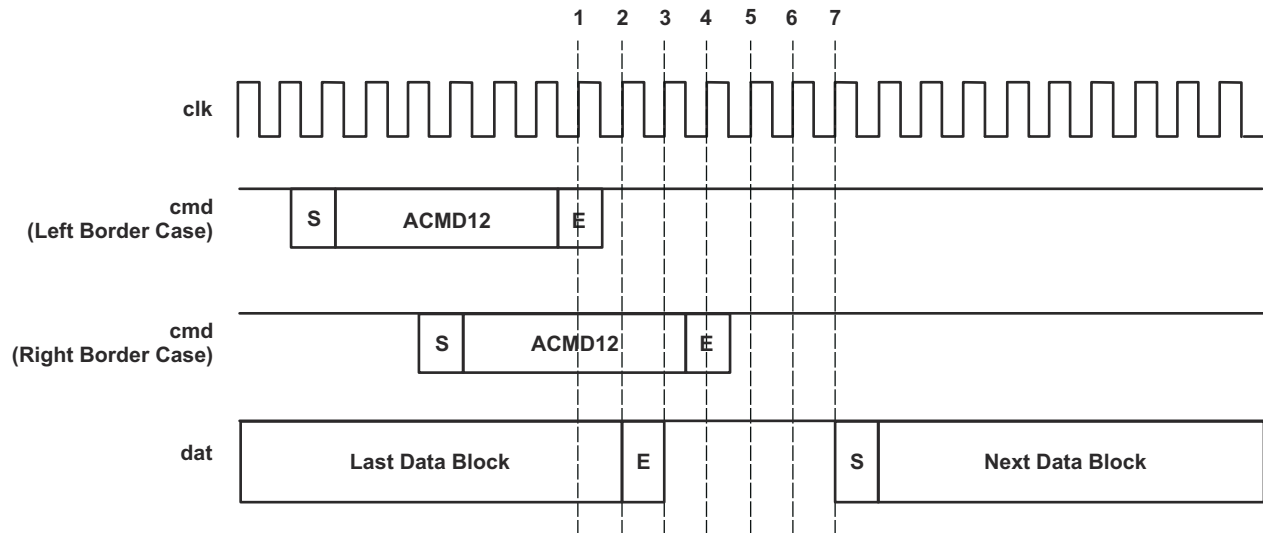 1 2 3 4 5 6 7
clk
cmd
(Left Border Case)
S ACMD12 E
cmd
(Right Border Case)
S ACMD12 E
dat
Last Data Block E S Next Data Block